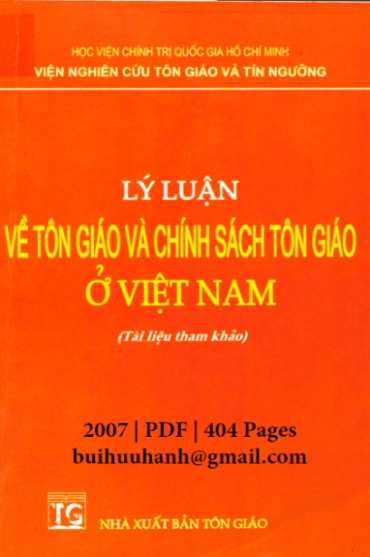 HỌC VIỆN CHÍNH TRỊ QUỐC GIA HỒ CHÍ MINH
VIỆN NGHIÊN CỨU TÔN GIÁO VÀ TÍN NGƯỠNG
LÝ LUẬN
VỀ TÔN GIÁO VÀ CHÍNH SÁCH TÔN GIÁO
Ở VIỆT NAM
(Tài liệu tham khảo)
2007 | PDF | 404 Pages
buihuuhanh@gmail.com
TG
NHÀ XUẤT BẢN TÔN GIÁO